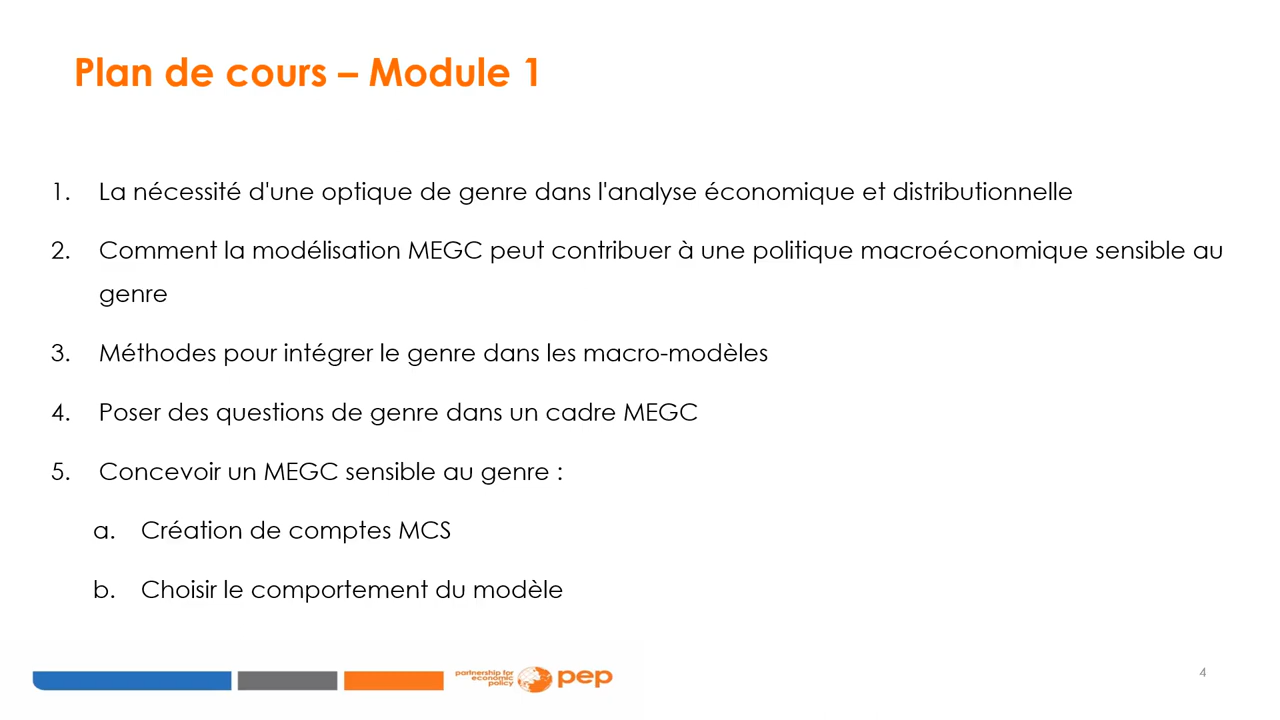 Plan de cours – Module 1
1. La nécessité d'une optique de genre dans l'analyse économique et distributionnelle
2. Comment la modélisation MEGC peut contribuer à une politique macroéconomique sensible au
genre
3. Méthodes pour intégrer le genre dans les macro-modèles
4. Poser des questions de genre dans un cadre MEGC
5. Concevoir un MEGC sensible au genre :
a. Création de comptes MCS
b. Choisir le comportement du modèle
partnership for
economic
policy
pep
4